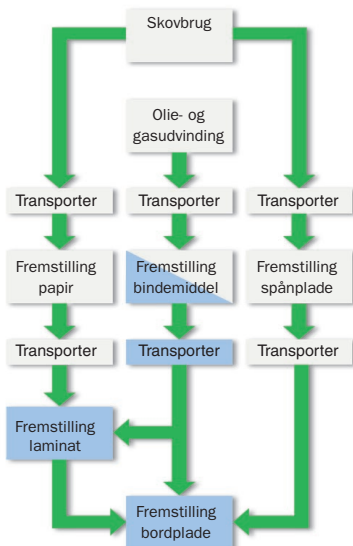 Skovbrug
Olie- og
gasudvinding
Transporter
Transporter
Transporter
Fremstilling
papir
Fremstilling
bindemiddel
Fremstilling
spånplade
Transporter
Transporter
Transporter
Fremstilling
laminat
Fremstilling
bordplade